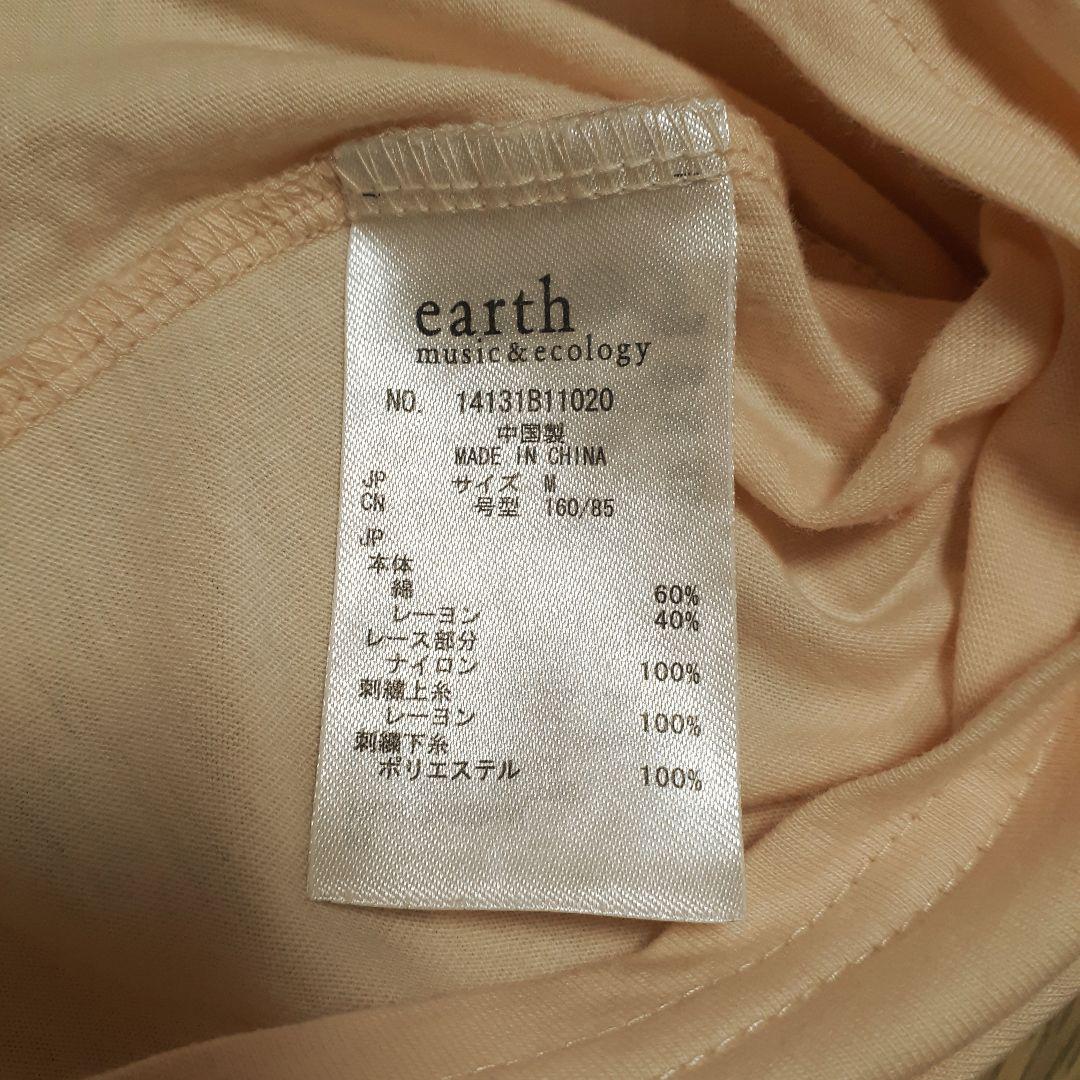 earth
music&ecology
NO. 14131B11020
中国製
MADE IN CHINA
JP サイズ M
CN 号型 160/85
JP
本体
綿 60%
レーヨン 40%
レース部分
ナイロン 100%
刺繍上糸
レーヨン 100%
刺繍下糸
ポリエステル 100%